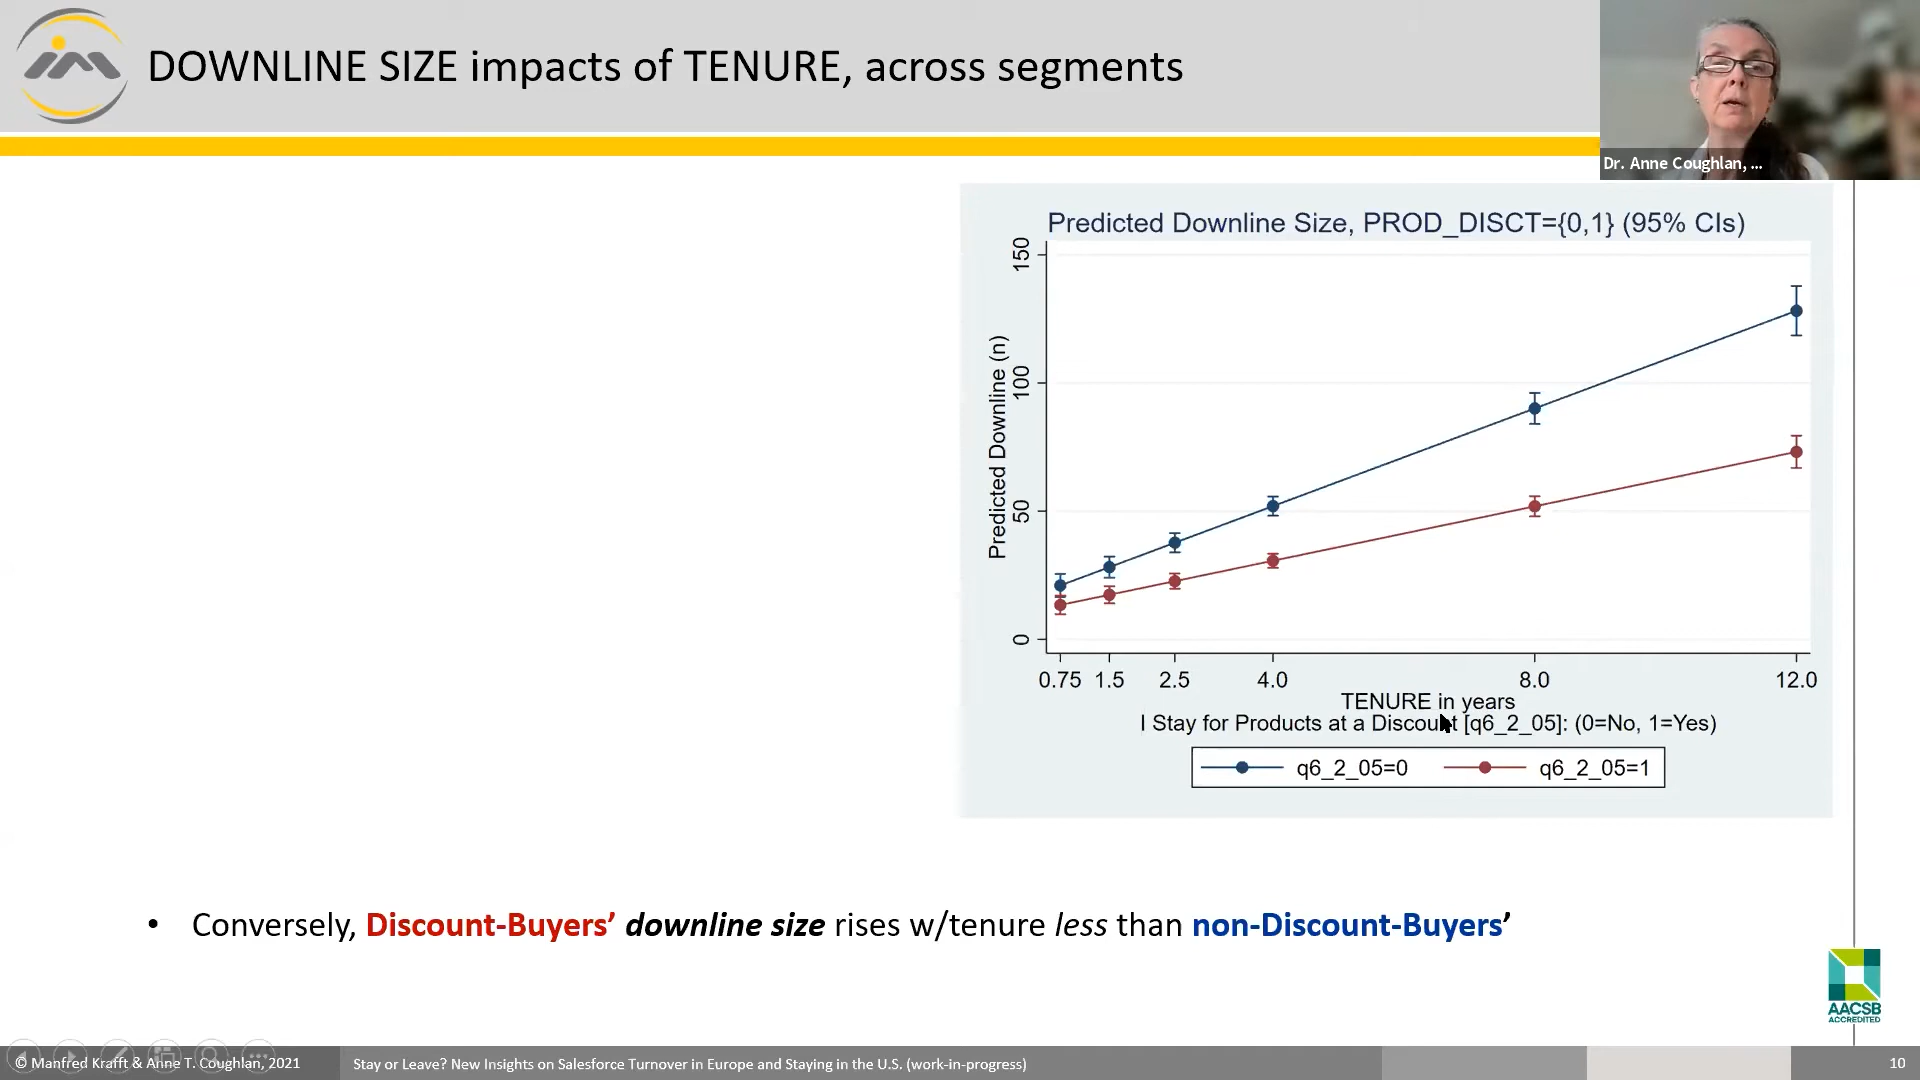 DOWNLINE SIZE impacts of TENURE, across segments
Dr. Anne Coughlan, ...
Predicted Downline Size, PROD_DISCT={0,1} (95% CIs)
Predicted Downline (n)
150
100
50
0
0.75 1.5 2.5 4.0 8.0 12.0
TENURE in years
I Stay for Products at a Discount [q6_2_05]: (0=No, 1=Yes)
q6_2_05=0 q6_2_05=1
• Conversely, Discount-Buyers’ downline size rises w/tenure less than non-Discount-Buyers’
AACSB
ACCREDITED
© Manfred Krafft & Anne T. Coughlan, 2021
Stay or Leave? New Insights on Salesforce Turnover in Europe and Staying in the U.S. (work-in-progress)
10